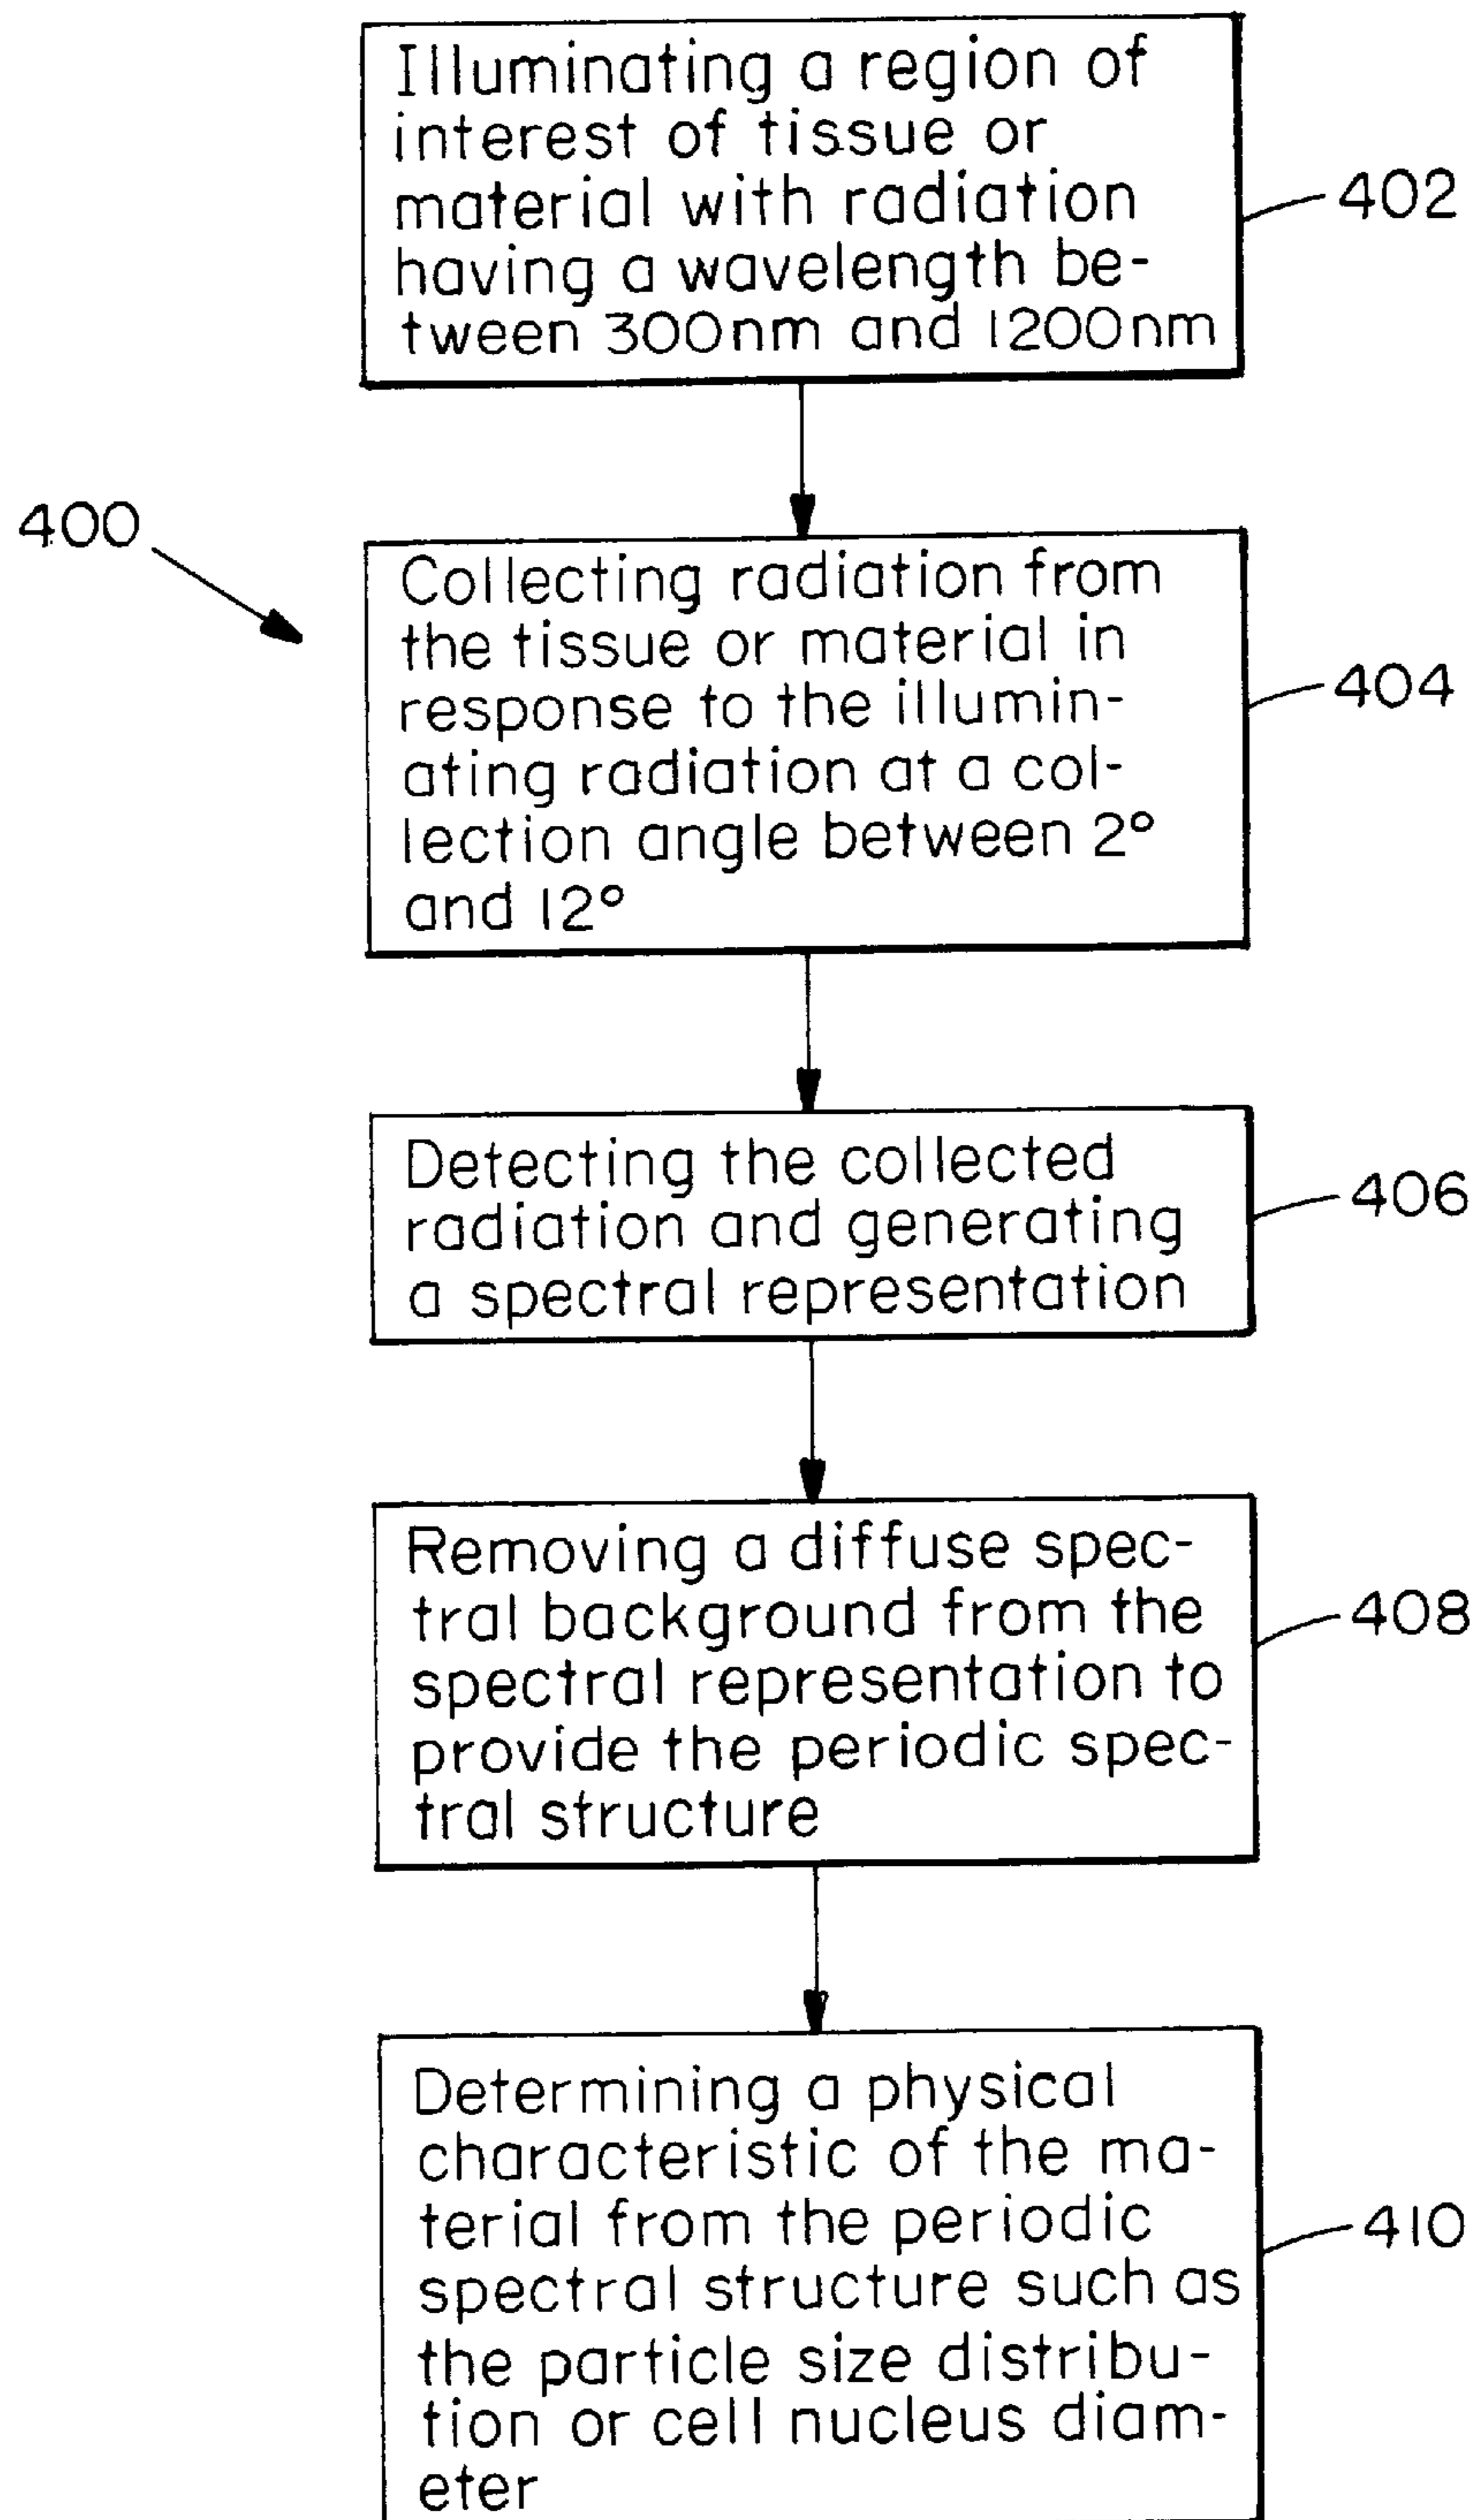 Illuminating a region of
interest of tissue or
material with radiation
having a wavelength be-
tween 300nm and 1200nm
402
400
Collecting radiation from
the tissue or material in
response to the illumin-
ating radiation at a col-
lection angle between 2°
and 12°
404
Detecting the collected
radiation and generating
a spectral representation
406
Removing a diffuse spec-
tral background from the
spectral representation to
provide the periodic spec-
tral structure
408
Determining a physical
characteristic of the ma-
terial from the periodic
spectral structure such as
the particle size distribu-
tion or cell nucleus diam-
eter
410